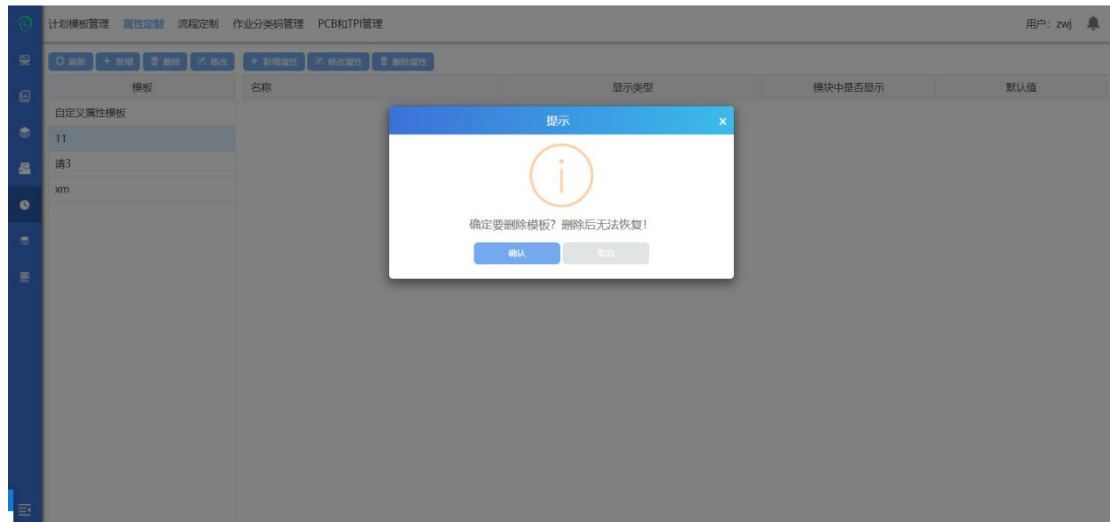 计划模板管理 属性定制 流程定制 作业分类码管理 PCB和TPI管理 用户：zwj
刷新 新增 删除 修改 新增属性 修改属性 删除属性
模板 名称 显示类型 模块中是否显示 默认值
自定义属性模板
11
请3
xm
提示
确定要删除模板？删除后无法恢复！
确认 取消